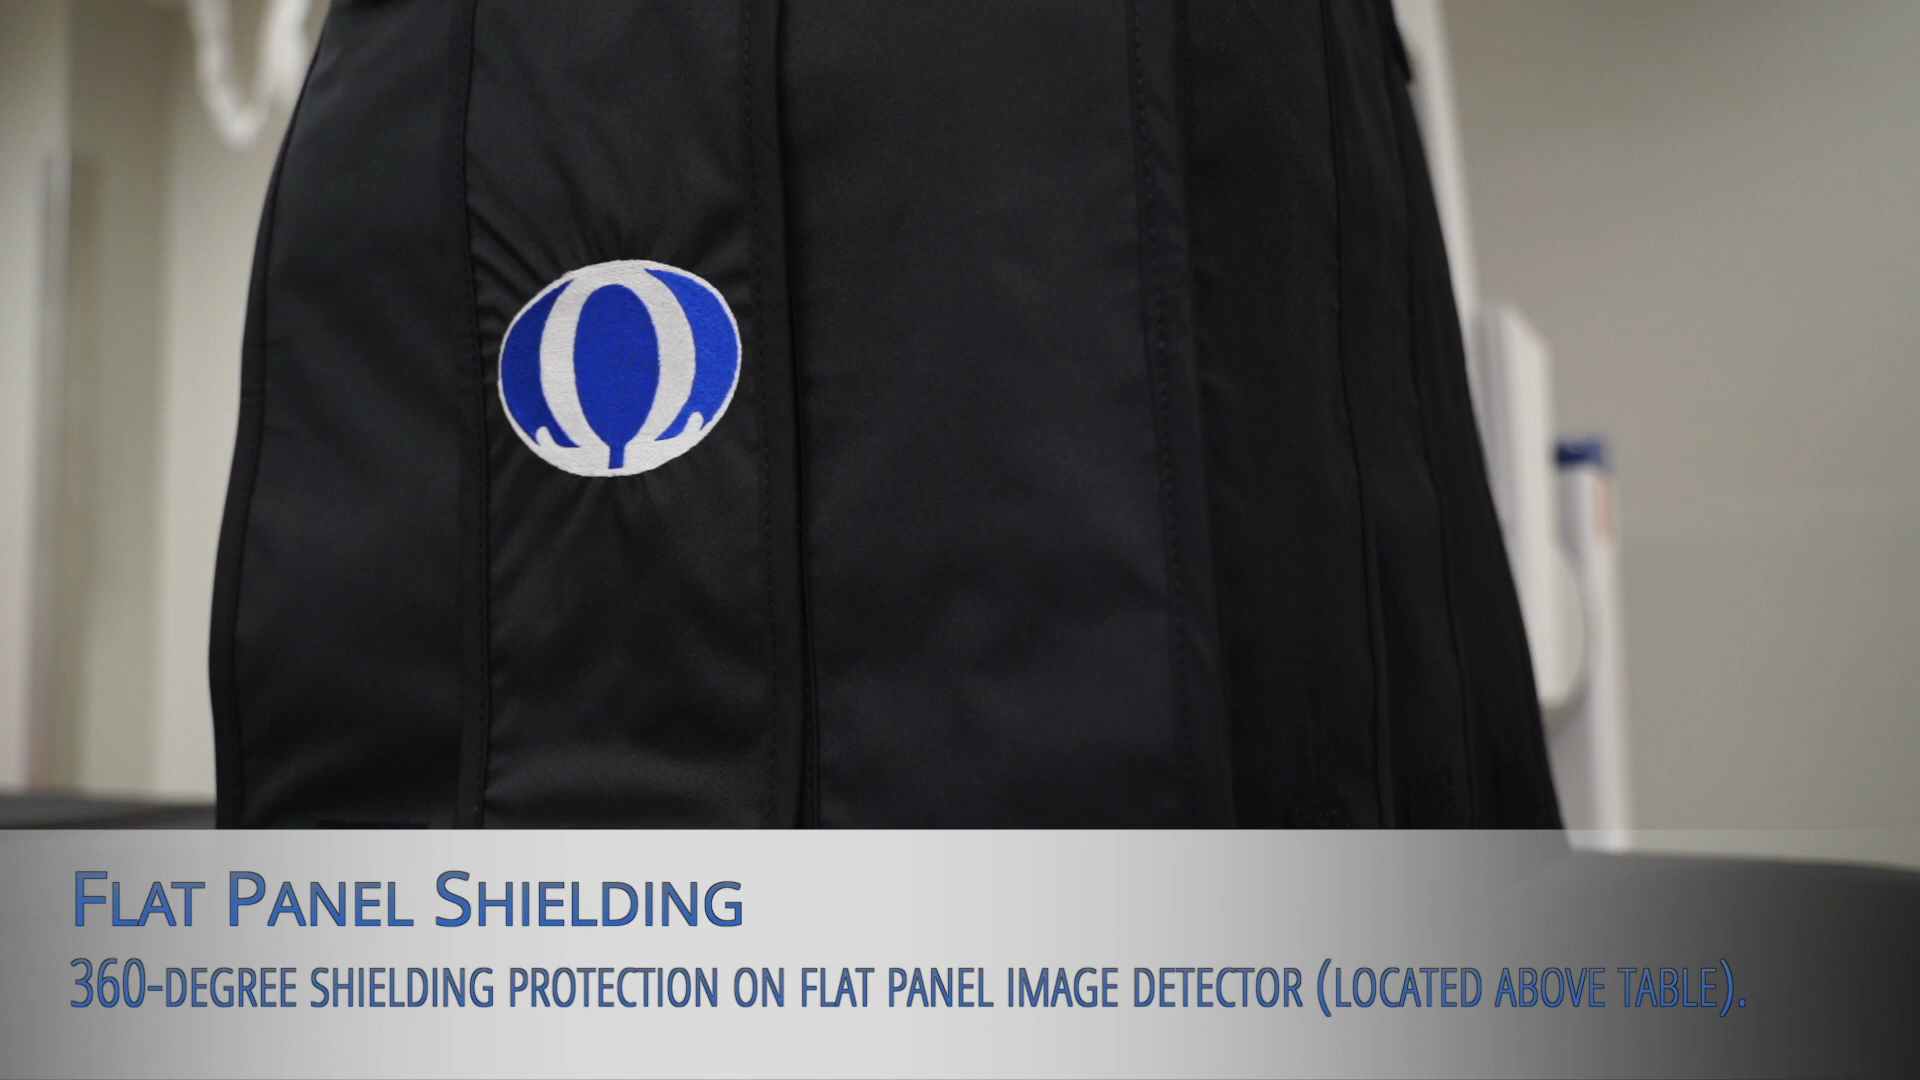 Flat Panel Shielding
360-degree shielding protection on flat panel image detector (located above table).